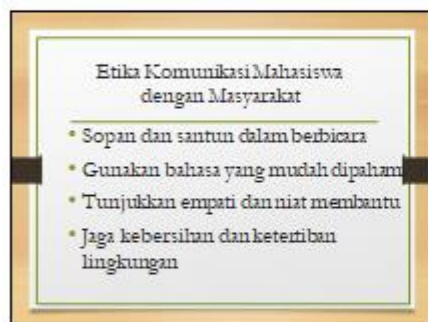 Etika Komunikasi Mahasiswa
dengan Masyarakat
• Sopan dan santun dalam berbicara
• Gunakan bahasa yang mudah dipaham
• Tunjukkan empati dan niat membantu
• Jaga kebersihan dan ketertiban
lingkungan